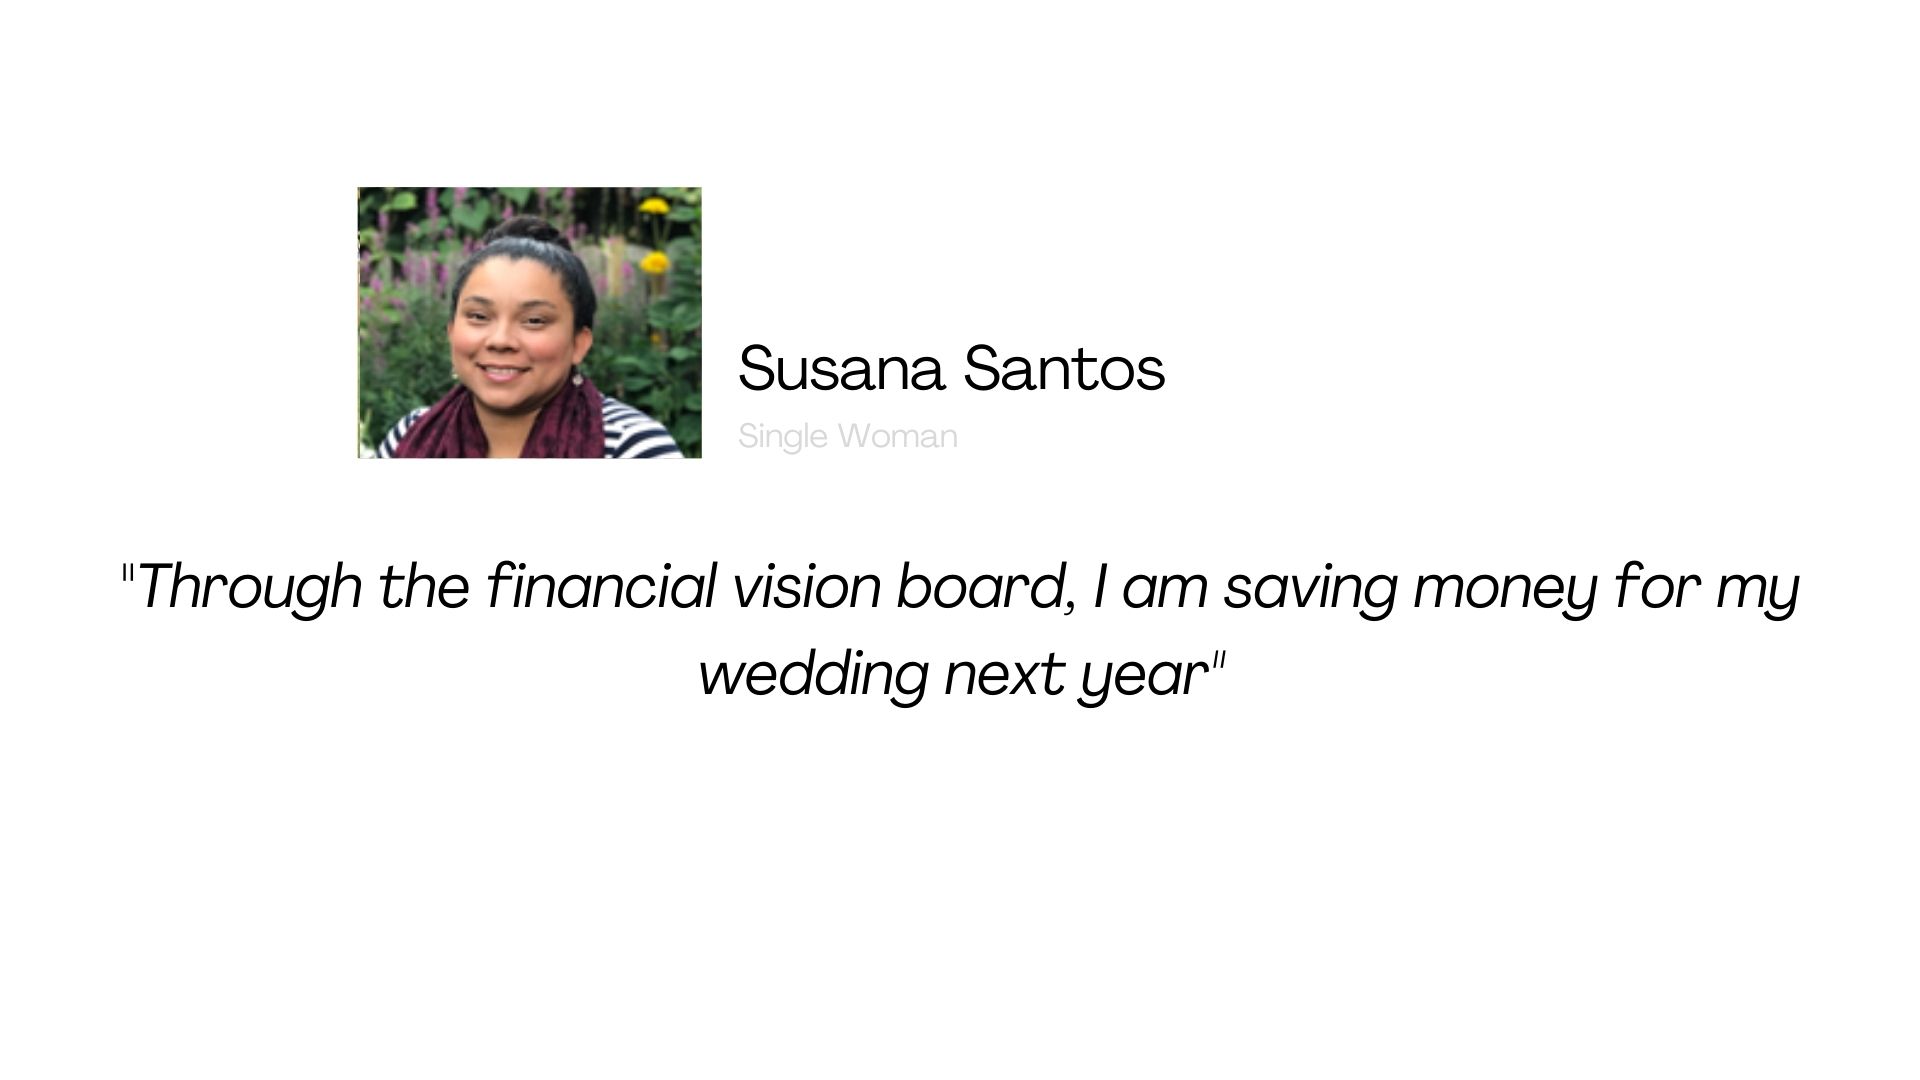 Susana Santos
Single Woman
"Through the financial vision board, I am saving money for my
wedding next year"